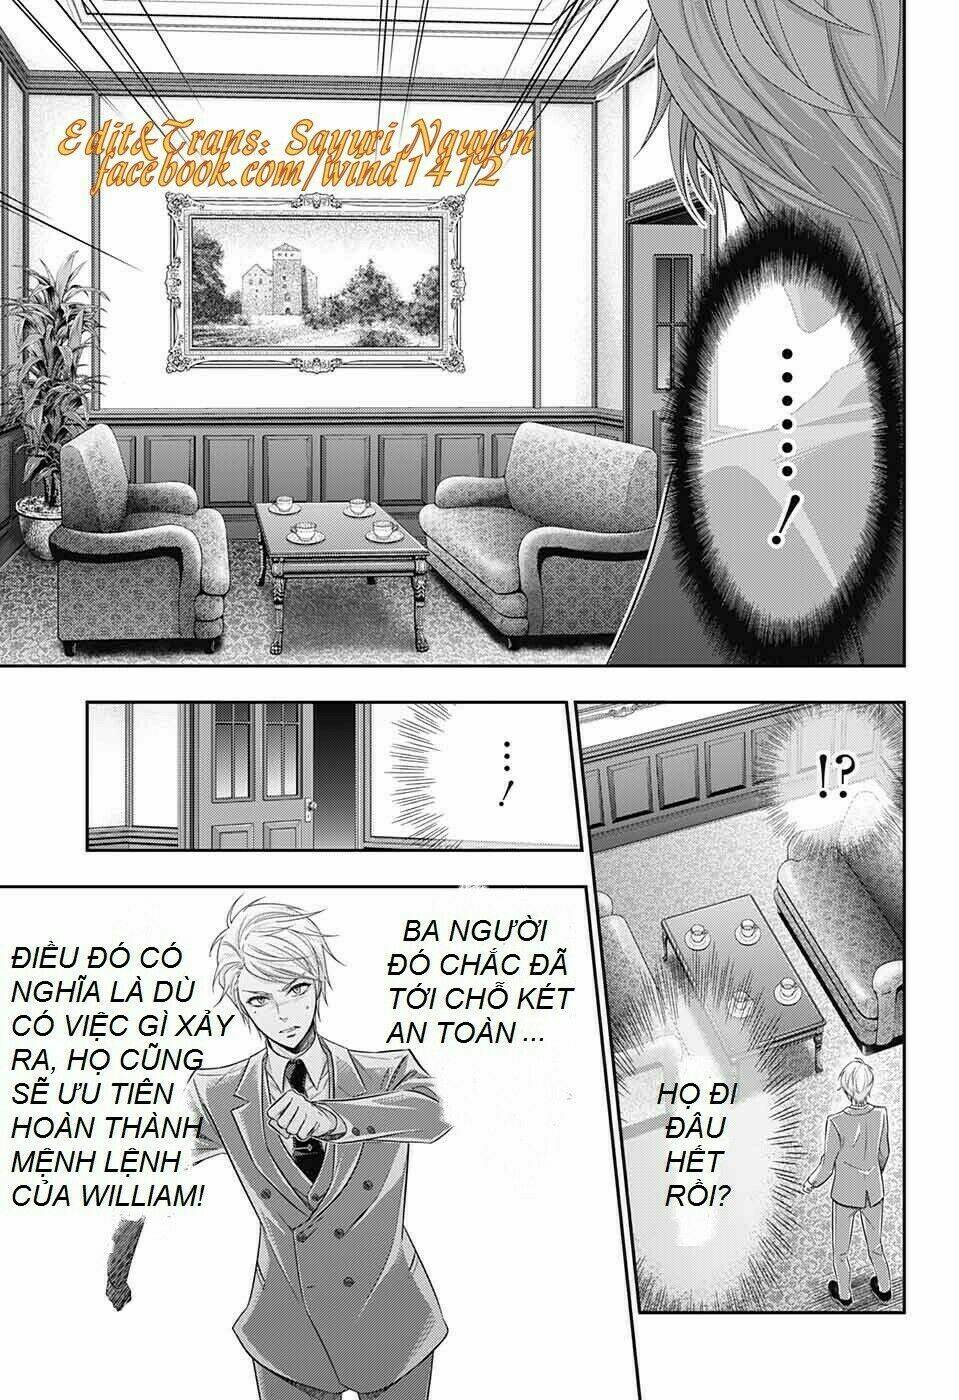 Edit&Trans: Sayuri Nguyen
facebook.com/wind1412
.......!
!?
...!
HỌ ĐI
ĐÂU
HẾT
RỒI?
BA NGƯỜI
ĐÓ CHẮC ĐÃ
TỚI CHỖ KÉT
AN TOÀN ...
ĐIỀU ĐÓ CÓ
NGHĨA LÀ DÙ
CÓ VIỆC GÌ XẢY
RA, HỌ CŨNG
SẼ ƯU TIÊN
HOÀN THÀNH
MỆNH LỆNH
CỦA WILLIAM!